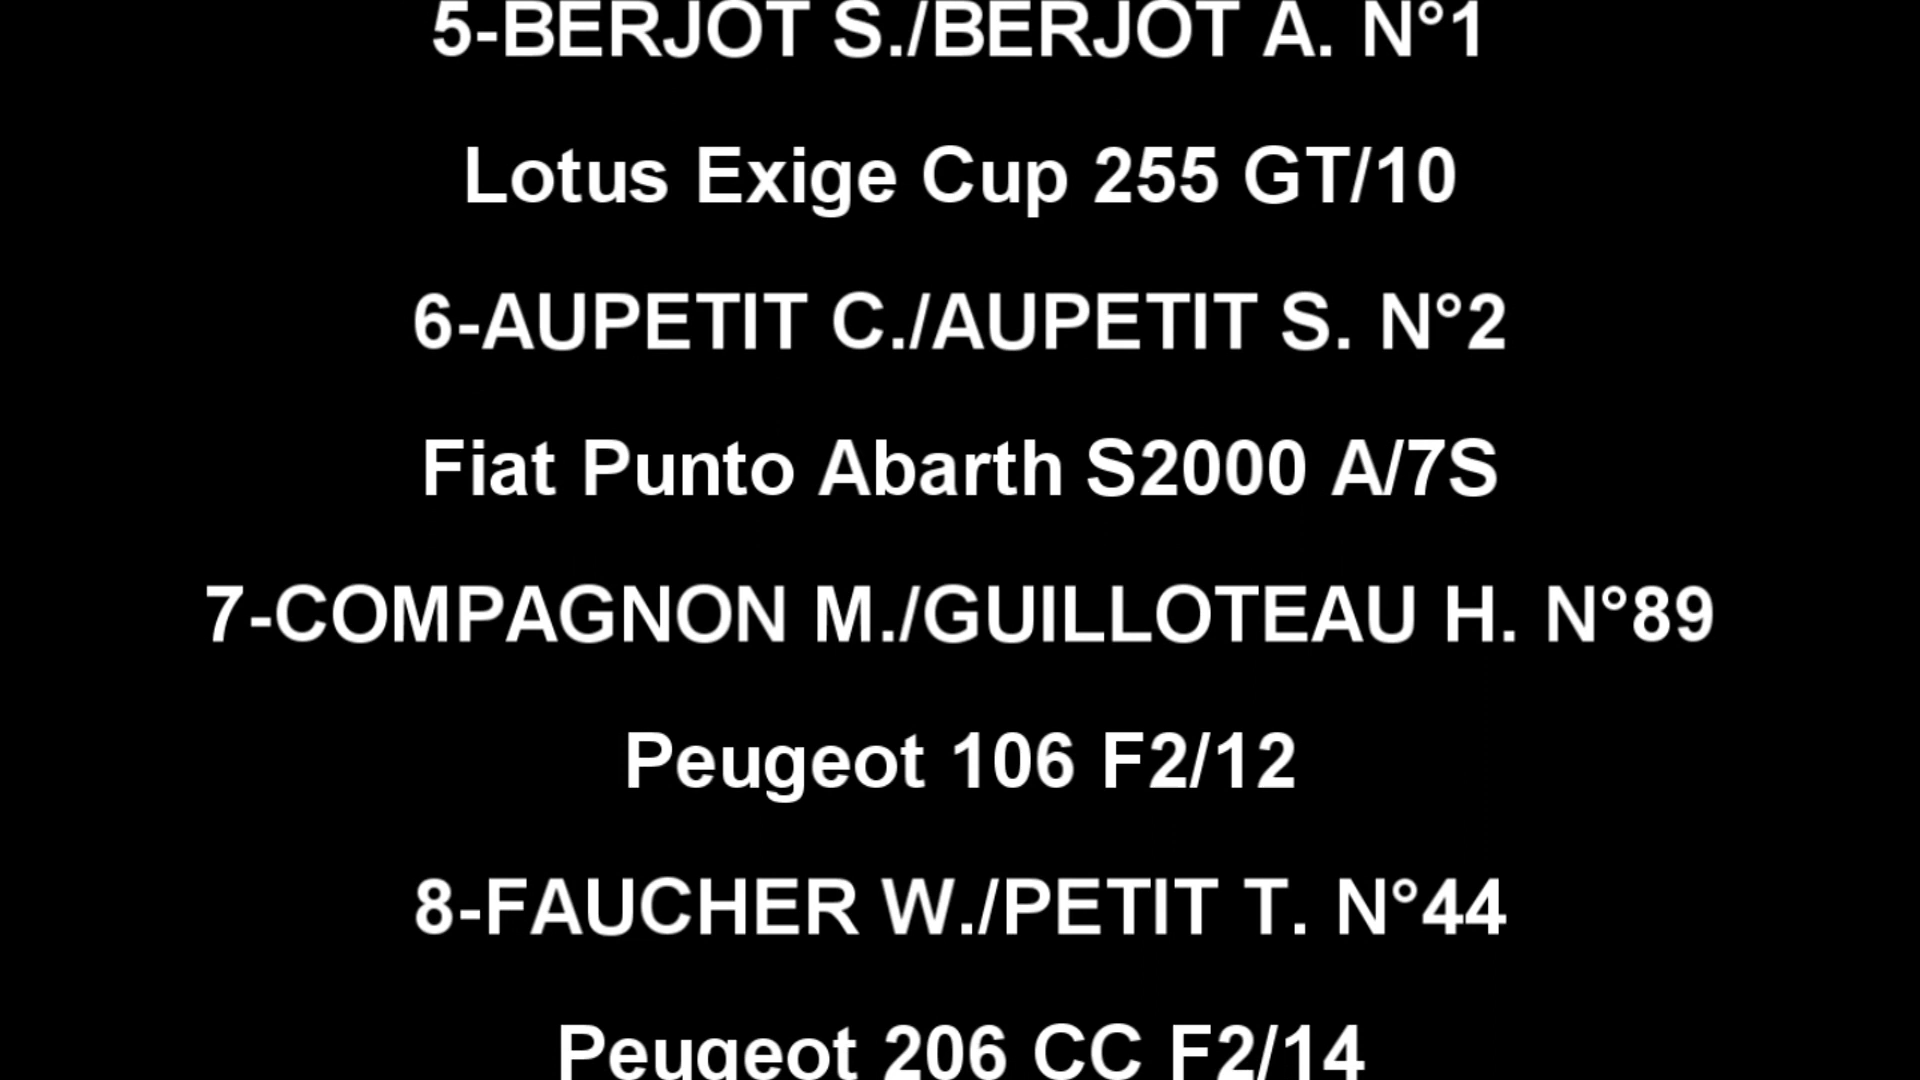 5-BERJOT S./BERJOT A. N°1
Lotus Exige Cup 255 GT/10
6-AUPETIT C./AUPETIT S. N°2
Fiat Punto Abarth S2000 A/7S
7-COMPAGNON M./GUILLOTEAU H. N°89
Peugeot 106 F2/12
8-FAUCHER W./PETIT T. N°44
Peugeot 206 CC F2/14